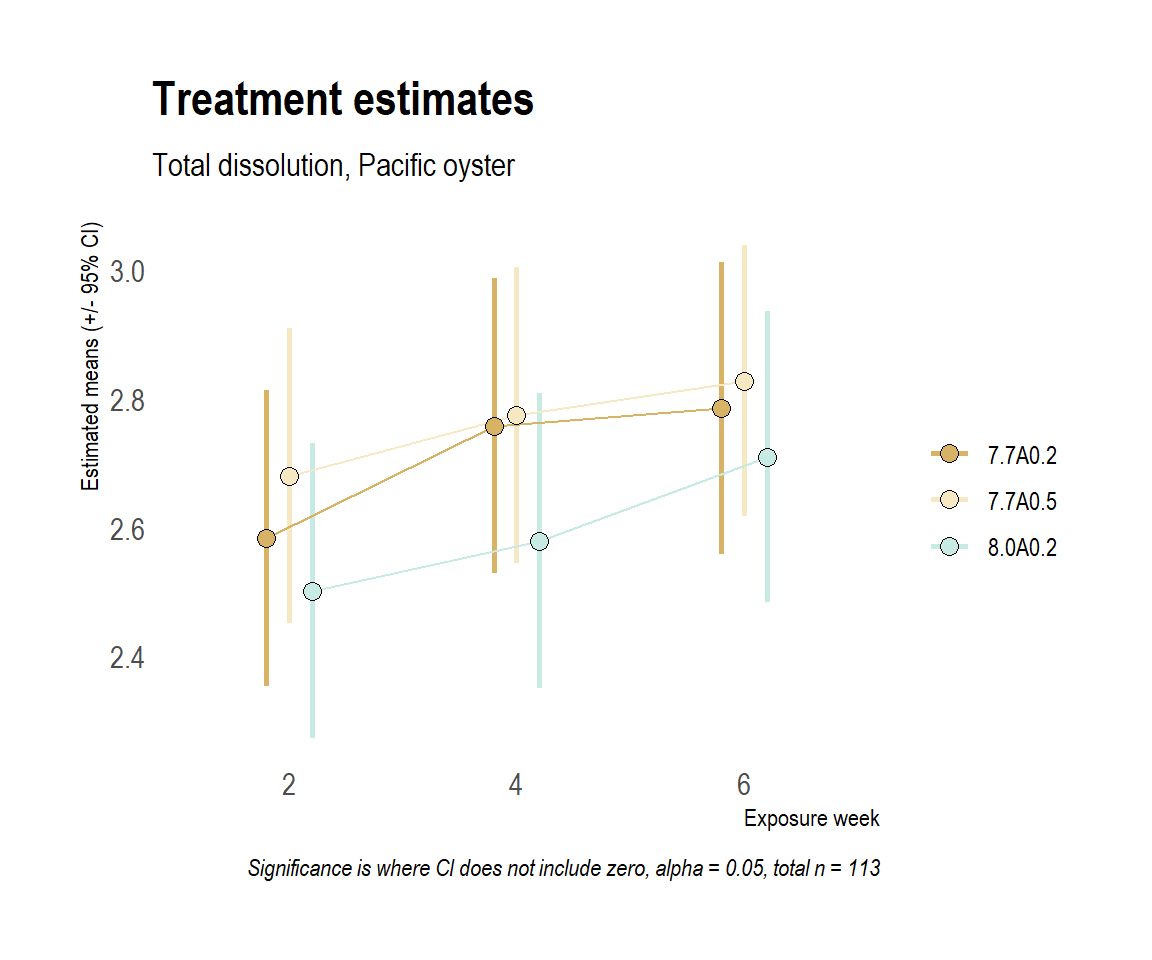 Treatment estimates
Total dissolution, Pacific oyster
Estimated means (+/- 95% CI)
3.0
2.8
2.6
2.4
2
4
6
Exposure week
7.7A0.2
7.7A0.5
8.0A0.2
Significance is where CI does not include zero, alpha = 0.05, total n = 113